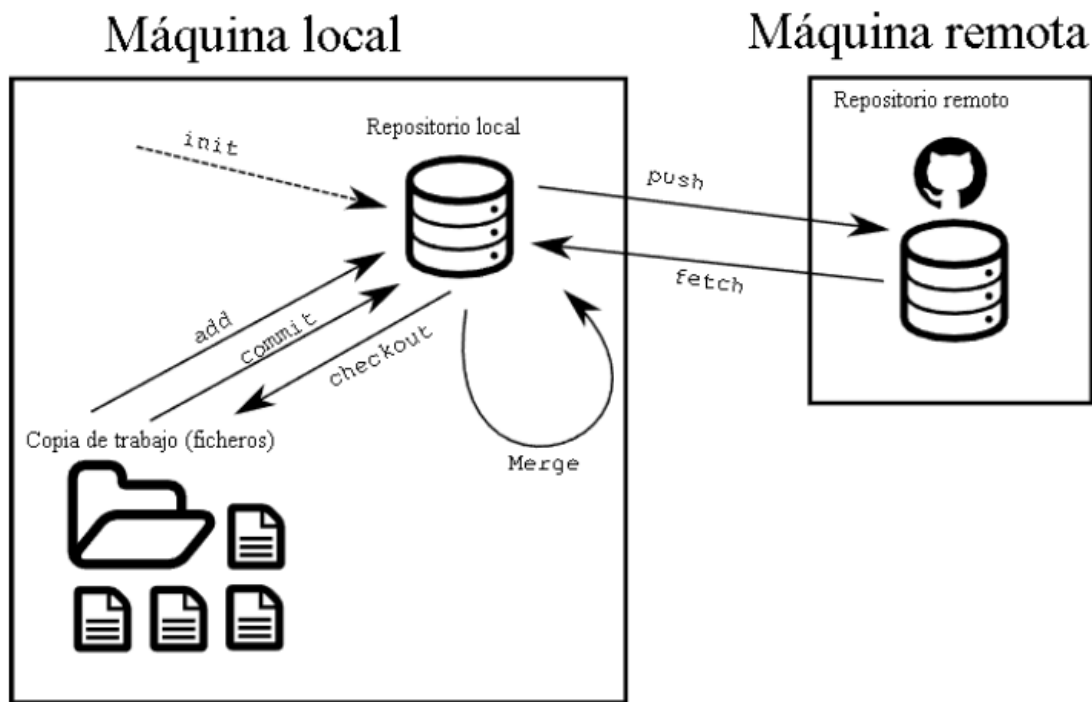 Máquina local
Máquina remota
Repositorio remoto
Repositorio local
init
push
fetch
add
commit
checkout
Copia de trabajo (ficheros)
Merge